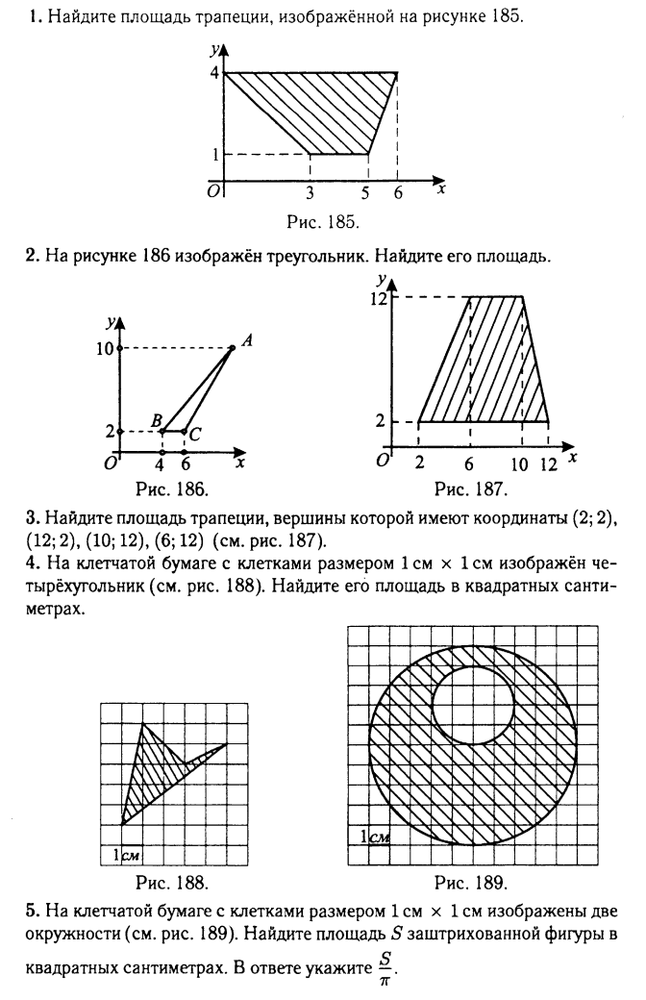 1. Найдите площадь трапеции, изображённой на рисунке 185.
y
4
1
O
3
5
6
x
Рис. 185.
2. На рисунке 186 изображён треугольник. Найдите его площадь.
y
10
A
B
C
2
O
4
6
x
Рис. 186.
y
12
2
O
2
6
10
12
x
Рис. 187.
3. Найдите площадь трапеции, вершины которой имеют координаты (2; 2),
(12; 2), (10; 12), (6; 12) (см. рис. 187).
4. На клетчатой бумаге с клетками размером 1 см × 1 см изображён че-
тырёхугольник (см. рис. 188). Найдите его площадь в квадратных санти-
метрах.
1см
Рис. 188.
1см
Рис. 189.
5. На клетчатой бумаге с клетками размером 1 см × 1 см изображены две
окружности (см. рис. 189). Найдите площадь S заштрихованной фигуры в
квадратных сантиметрах. В ответе укажите S/π.